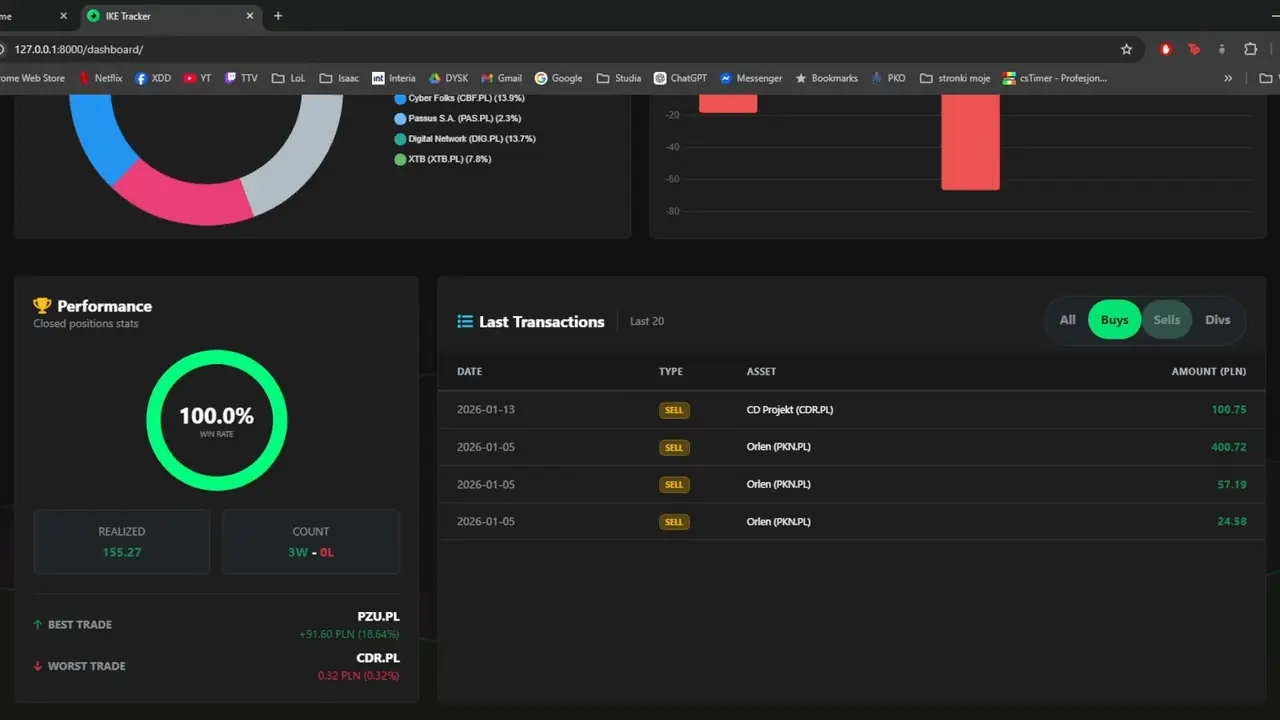 me
IKE Tracker
127.0.0.1:8000/dashboard/
ome Web Store
Netflix
XDD
YT
TTV
LoL
Isaac
int Interia
DYSK
Gmail
Google
Studia
ChatGPT
Messenger
Bookmarks
PKO
stronki moje
csTimer - Profesjon...
Cyber Folks (CBF.PL) (13.9%)
Passus S.A. (PAS.PL) (2.3%)
Digital Network (DIG.PL) (13.7%)
XTB (XTB.PL) (7.8%)
-20
-40
-60
-80
Performance
Closed positions stats
100.0%
WIN RATE
REALIZED
155.27
COUNT
3W - 0L
BEST TRADE
PZU.PL
+91.60 PLN (18,64%)
WORST TRADE
CDR.PL
0.32 PLN (0.32%)
Last Transactions
Last 20
All
Buys
Sells
Divs
DATE TYPE ASSET AMOUNT (PLN)
2026-01-13 SELL CD Projekt (CDR.PL) 100.75
2026-01-05 SELL Orlen (PKN.PL) 400.72
2026-01-05 SELL Orlen (PKN.PL) 57.19
2026-01-05 SELL Orlen (PKN.PL) 24.58